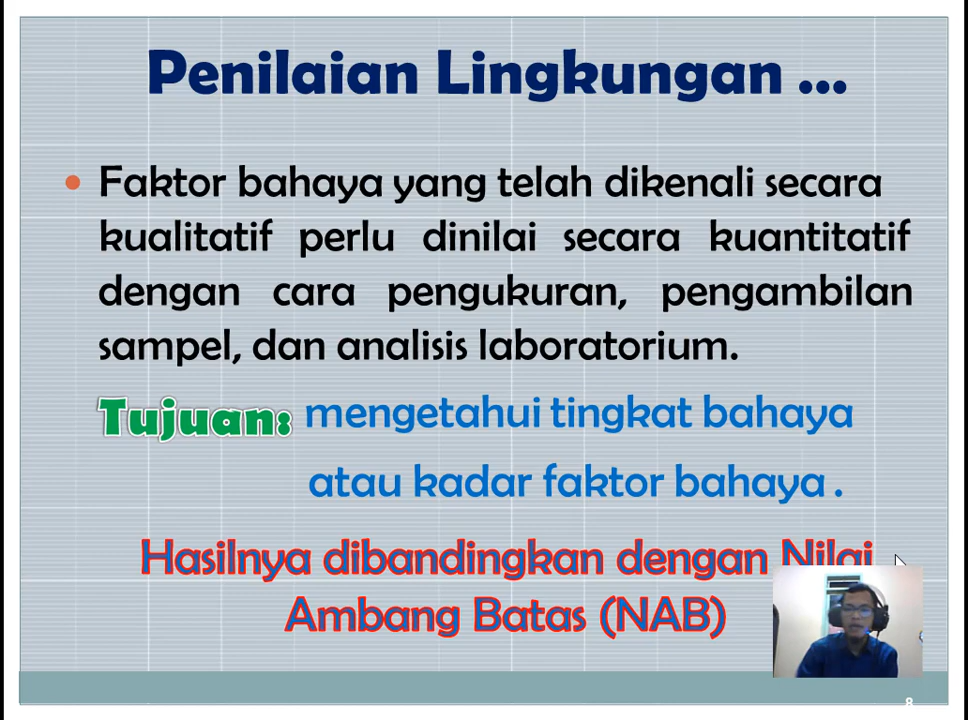 Penilaian Lingkungan ...
Faktor bahaya yang telah dikenali secara
kualitatif perlu dinilai secara kuantitatif
dengan cara pengukuran, pengambilan
sampel, dan analisis laboratorium.
Tujuan: mengetahui tingkat bahaya
atau kadar faktor bahaya .
Hasilnya dibandingkan dengan Nilai
Ambang Batas (NAB)
8